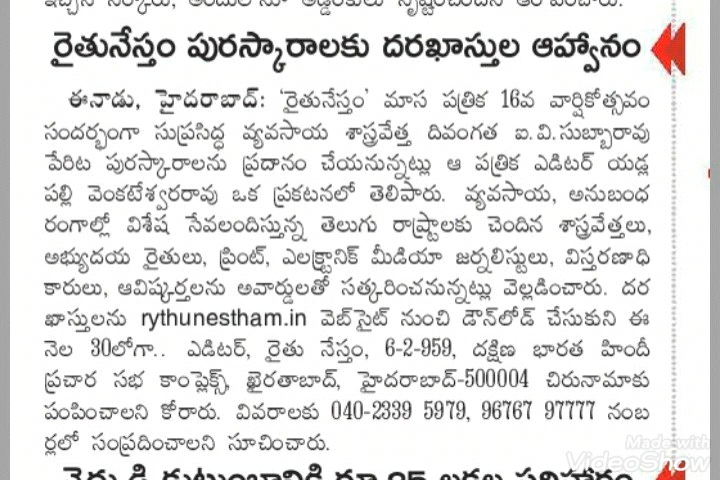 రైతునేస్తం పురస్కారాలకు దరఖాస్తుల ఆహ్వానం
ఈనాడు, హైదరాబాద్: 'రైతునేస్తం' మాస పత్రిక 16వ వార్షికోత్సవం
సందర్భంగా సుప్రసిద్ధ వ్యవసాయ శాస్త్రవేత్త దివంగత ఐ.వి.సుబ్బారావు
పేరిట పురస్కారాలను ప్రదానం చేయనున్నట్లు ఆ పత్రిక ఎడిటర్ యడ్ల
పల్లి వెంకటేశ్వరరావు ఒక ప్రకటనలో తెలిపారు. వ్యవసాయ, అనుబంధ
రంగాల్లో విశేష సేవలందిస్తున్న తెలుగు రాష్ట్రాలకు చెందిన శాస్త్రవేత్తలు,
అభ్యుదయ రైతులు, ప్రింట్, ఎలక్ట్రానిక్ మీడియా జర్నలిస్టులు, విస్తరణాధి
కారులు, ఆవిష్కర్తలను అవార్డులతో సత్కరించనున్నట్లు వెల్లడించారు. దర
ఖాస్తులను rythunestham.in వెబ్‌సైట్ నుంచి డౌన్‌లోడ్ చేసుకుని ఈ
నెల 30లోగా.. ఎడిటర్, రైతు నేస్తం, 6-2-959, దక్షిణ భారత హిందీ
ప్రచార సభ కాంప్లెక్స్, ఖైరతాబాద్, హైదరాబాద్-500004 చిరునామాకు
పంపించాలని కోరారు. వివరాలకు 040-2339 5979, 96767 97777 నంబ
ర్లలో సంప్రదించాలని సూచించారు.
Made with
VideoShow